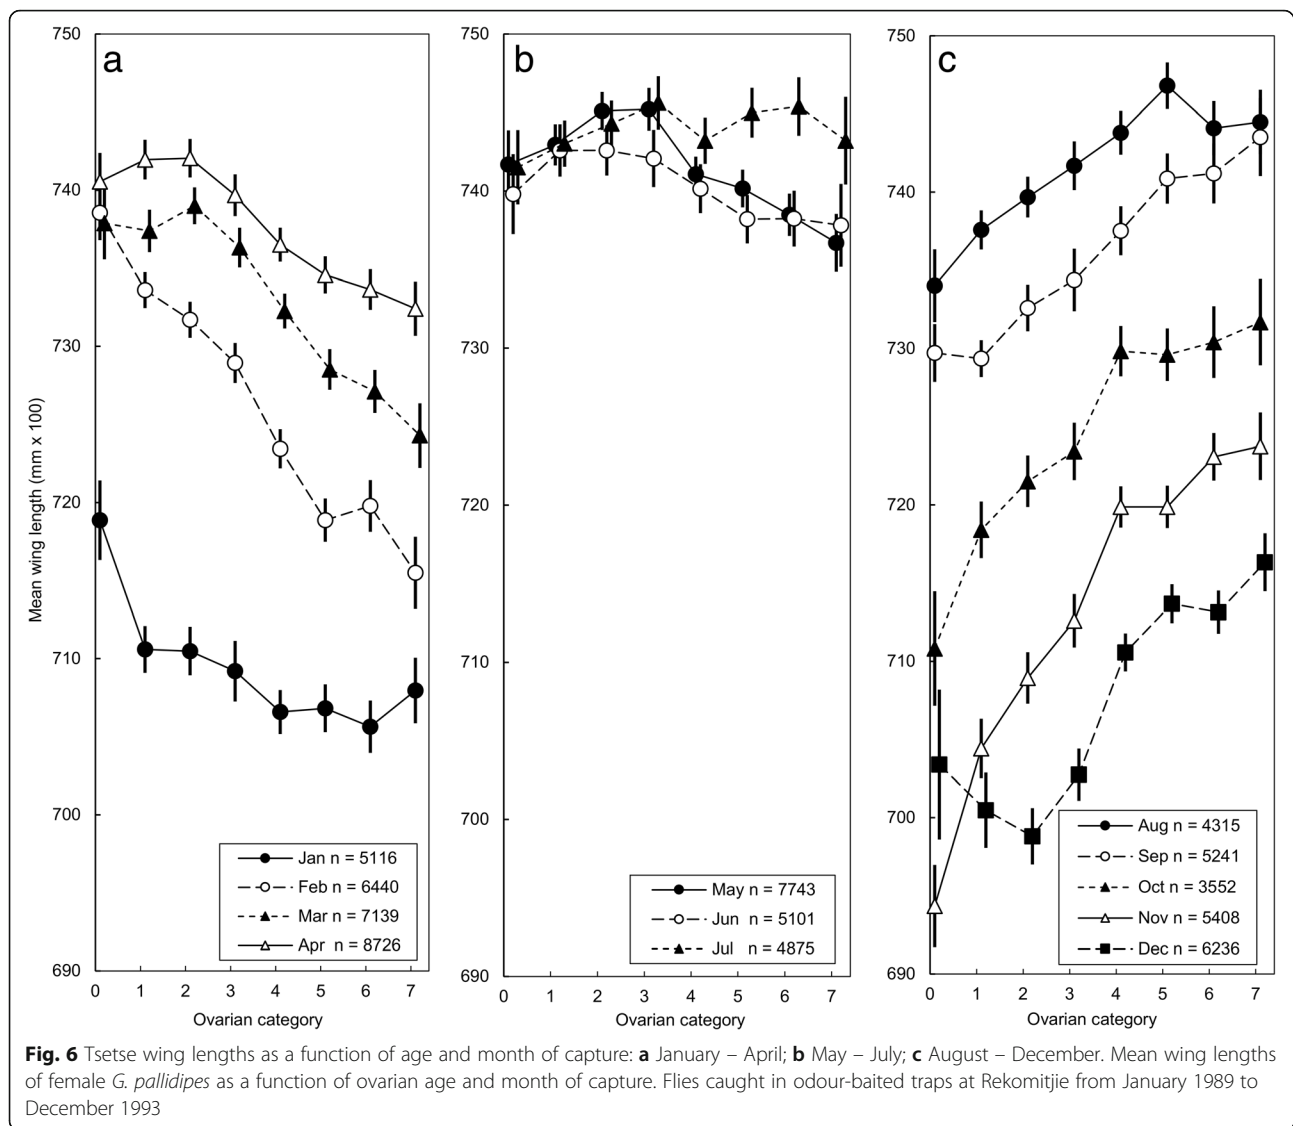 a
750
740
730
720
710
700
690
Mean wing length (mm x 100)
0 1 2 3 4 5 6 7
Ovarian category
Jan n = 5116
Feb n = 6440
Mar n = 7139
Apr n = 8726
b
750
740
730
720
710
700
690
0 1 2 3 4 5 6 7
Ovarian category
May n = 7743
Jun n = 5101
Jul n = 4875
c
750
740
730
720
710
700
690
0 1 2 3 4 5 6 7
Ovarian category
Aug n = 4315
Sep n = 5241
Oct n = 3552
Nov n = 5408
Dec n = 6236
Fig. 6 Tsetse wing lengths as a function of age and month of capture: a January – April; b May – July; c August – December. Mean wing lengths
of female G. pallidipes as a function of ovarian age and month of capture. Flies caught in odour-baited traps at Rekomitjie from January 1989 to
December 1993